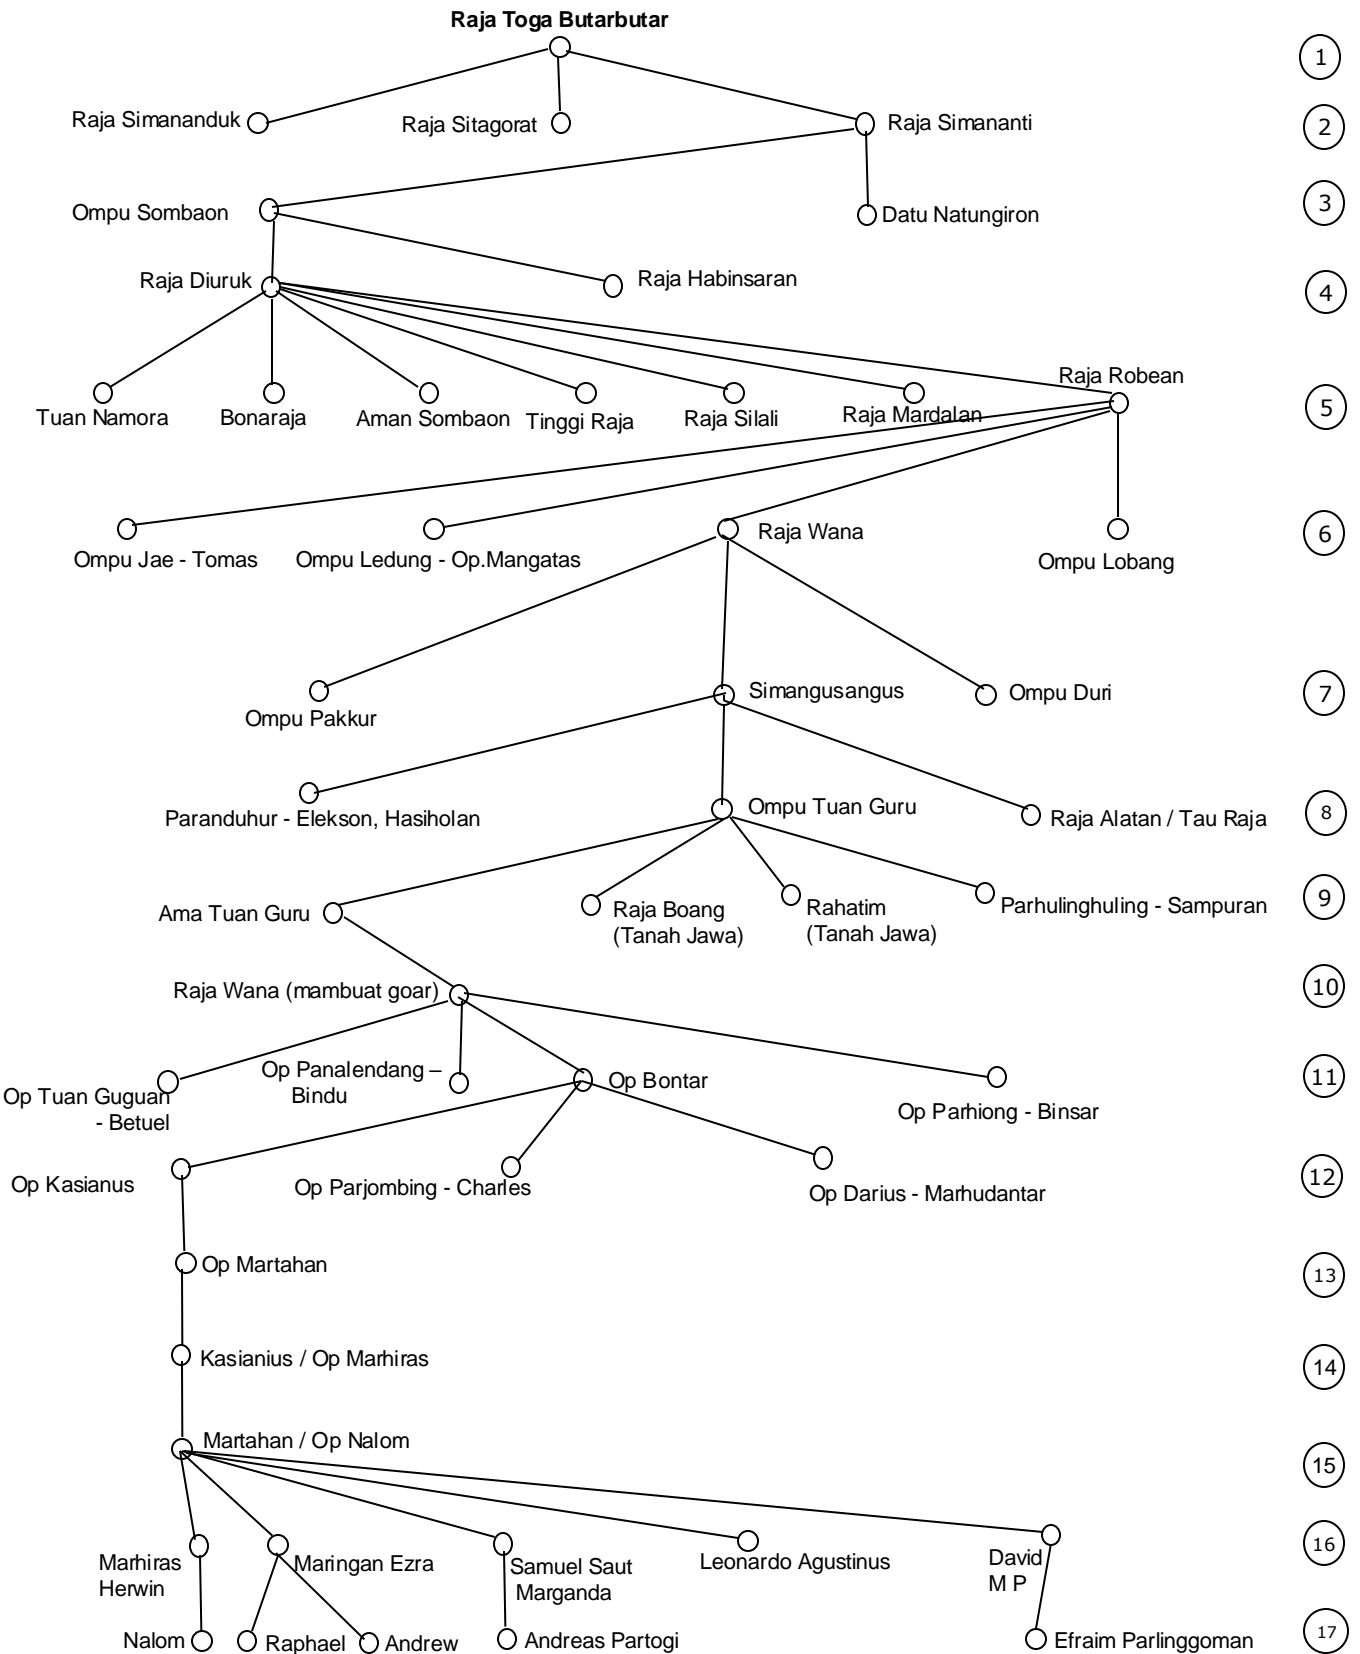 Raja Toga Butarbutar
1
Raja Simananduk
Raja Sitagorat
Raja Simananti
2
Ompu Sombaon
Datu Natungiron
3
Raja Diuruk
Raja Habinsaran
4
Raja Robean
Tuan Namora
Bonaraja
Aman Sombaon
Tinggi Raja
Raja Silali
Raja Mardalan
5
Raja Wana
6
Ompu Jae - Tomas
Ompu Ledung - Op.Mangatas
Ompu Lobang
Simangusangus
Ompu Duri
7
Ompu Pakkur
Ompu Tuan Guru
Paranduhur - Elekson, Hasiholan
Raja Alatan / Tau Raja
8
Ama Tuan Guru
Raja Boang
(Tanah Jawa)
Rahatim
(Tanah Jawa)
Parhulinghuling - Sampuran
9
Raja Wana (mambuat goar)
10
Op Tuan Guguan
- Betuel
Op Panalendang –
Bindu
Op Bontar
Op Parhiong - Binsar
11
Op Kasianus
Op Parjombing - Charles
Op Darius - Marhudantar
12
Op Martahan
13
Kasianius / Op Marhiras
14
Martahan / Op Nalom
15
Marhiras
Herwin
Maringan Ezra
Samuel Saut
Marganda
Leonardo Agustinus
David
M P
16
Nalom
Raphael
Andrew
Andreas Partogi
Efraim Parlinggoman
17